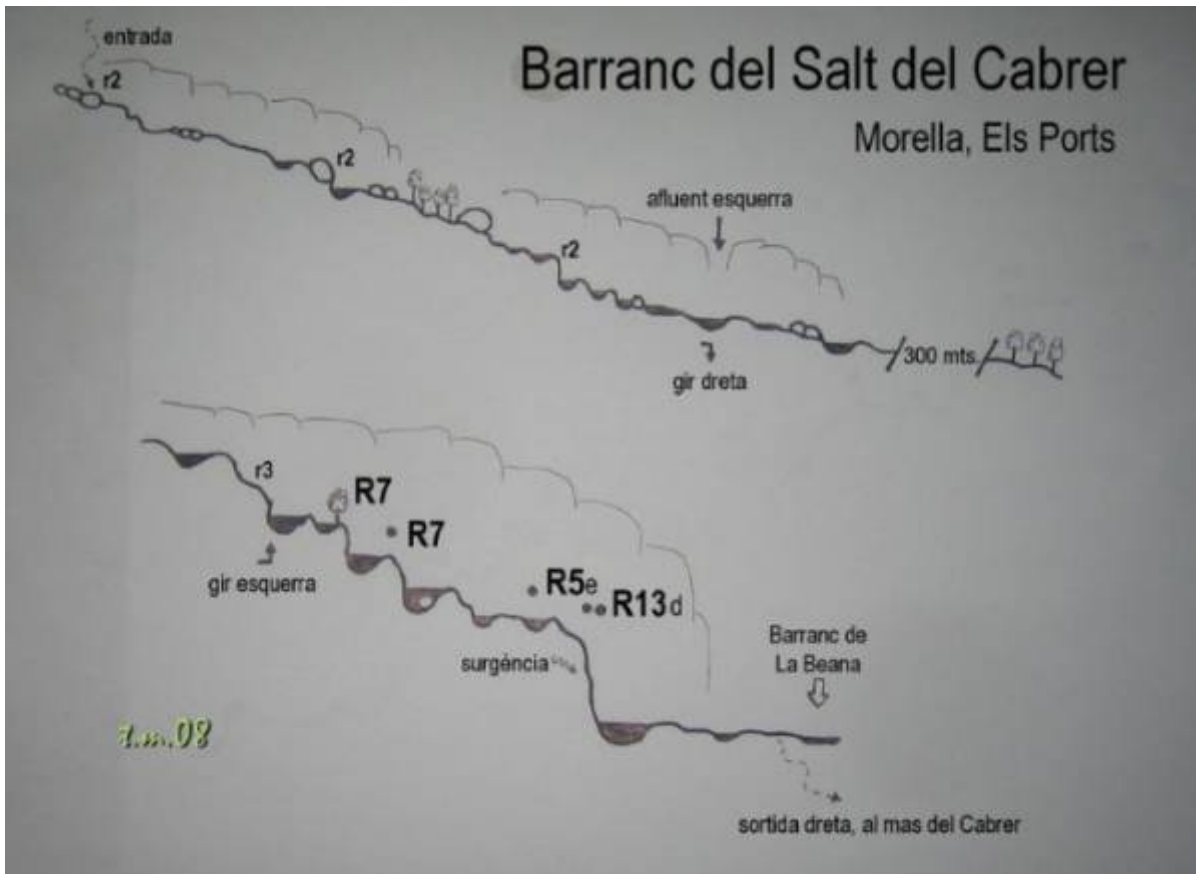 Barranc del Salt del Cabrer
Morella, Els Ports
entrada
r2
r2
afluent esquerra
r2
gir dreta
300 mts.
r3
R7
R7
gir esquerra
R5e
R13d
surgència
Barranc de
La Beana
r.m.08
sortida dreta, al mas del Cabrer